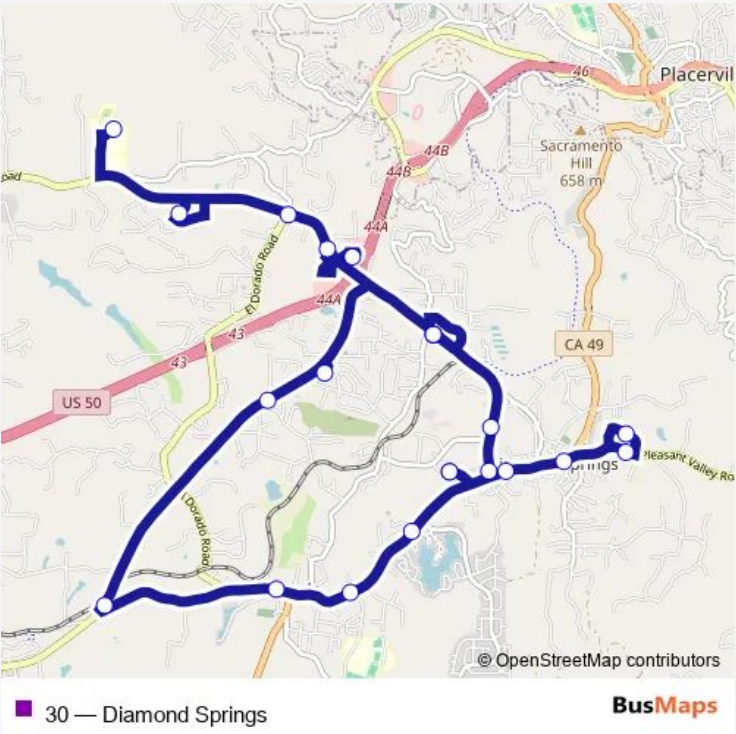 46
Placervil
44B
Sacramento
Hill
658 m
44B
oad
44A
El Dorado Road
44A
43
CA 49
43
US 50
prings
Pleasant Valley Ro
l Dorado Road
© OpenStreetMap contributors
30 — Diamond Springs
BusMaps